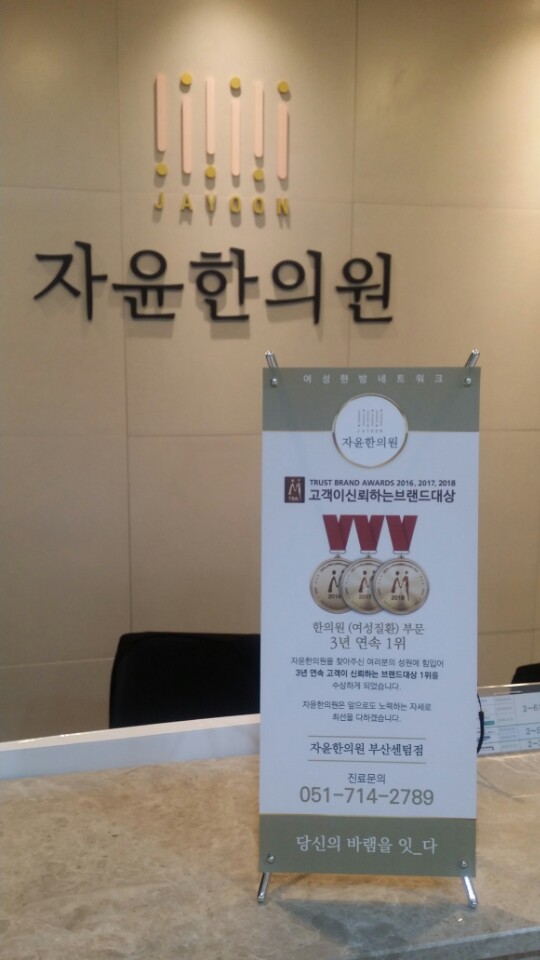 JAYOON
자윤한의원
여성한방네트워크
JAYOON
자윤한의원
TRUST BRAND AWARDS 2016, 2017, 2018
고객이신뢰하는브랜드대상
2016 2017 2018
한의원 (여성질환) 부문
3년 연속 1위
자윤한의원을 찾아주신 여러분의 성원에 힘입어
3년 연속 고객이 신뢰하는 브랜드대상 1위를
수상하게 되었습니다.
자윤한의원은 앞으로도 노력하는 자세로
최선을 다하겠습니다.
자윤한의원 부산센텀점
진료문의
051-714-2789
당신의 바램을 잇_다